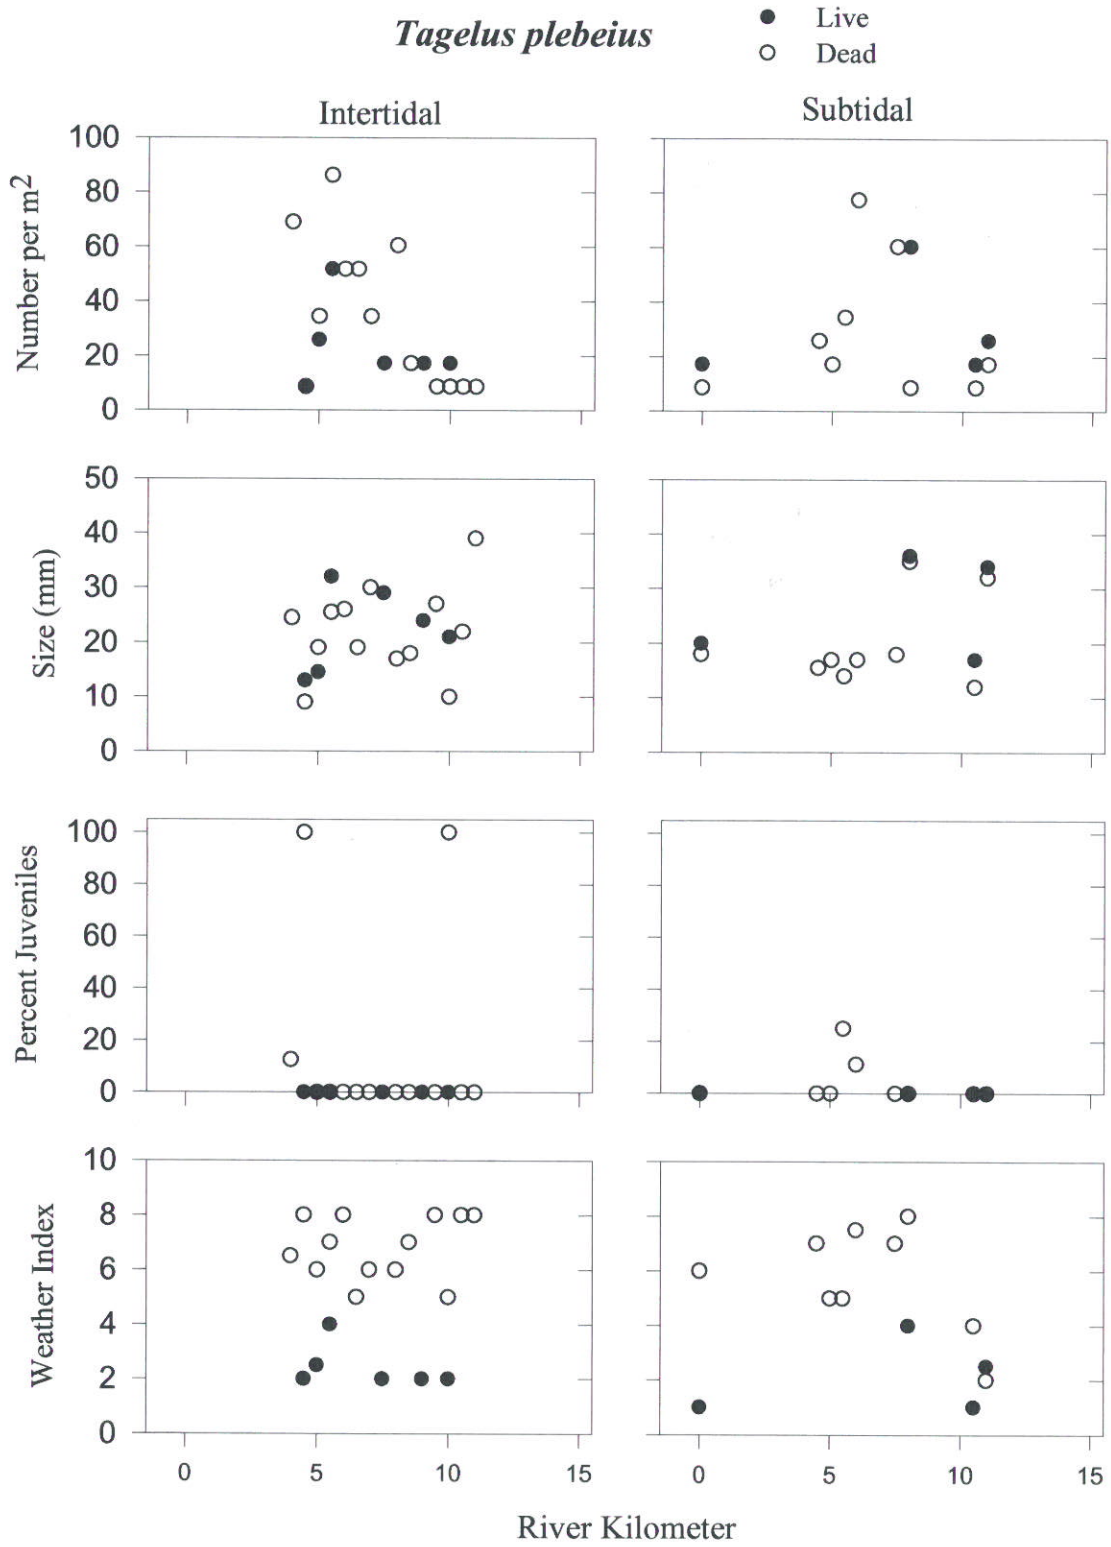 Tagelus plebeius
Live
Dead
Intertidal
Subtidal
Number per m2
100
80
60
40
20
0
Size (mm)
50
40
30
20
10
0
Percent Juveniles
100
80
60
40
20
0
Weather Index
10
8
6
4
2
0
0 5 10 15
0 5 10 15
River Kilometer